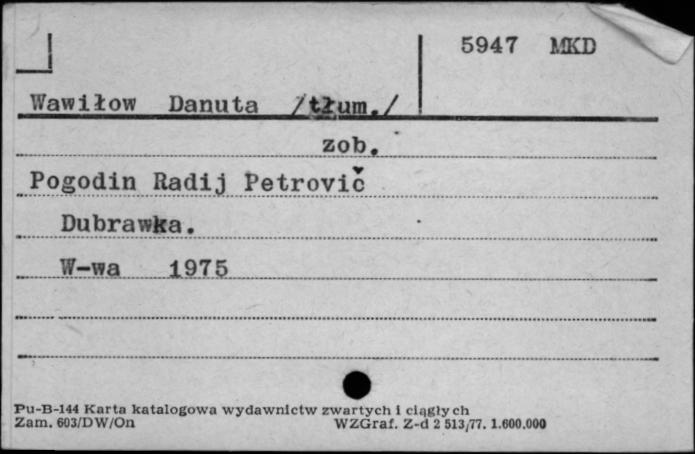 5947 MKD
Wawiłow Danuta /tłum./
zob.
Pogodin Radij Petrovič
Dubrawka.
W-wa 1975
Pu-B-144 Karta katalogowa wydawnictw zwartych i ciągłych
Zam. 603/DW/On WZGraf. Z-d 2 513/77. 1.600.000